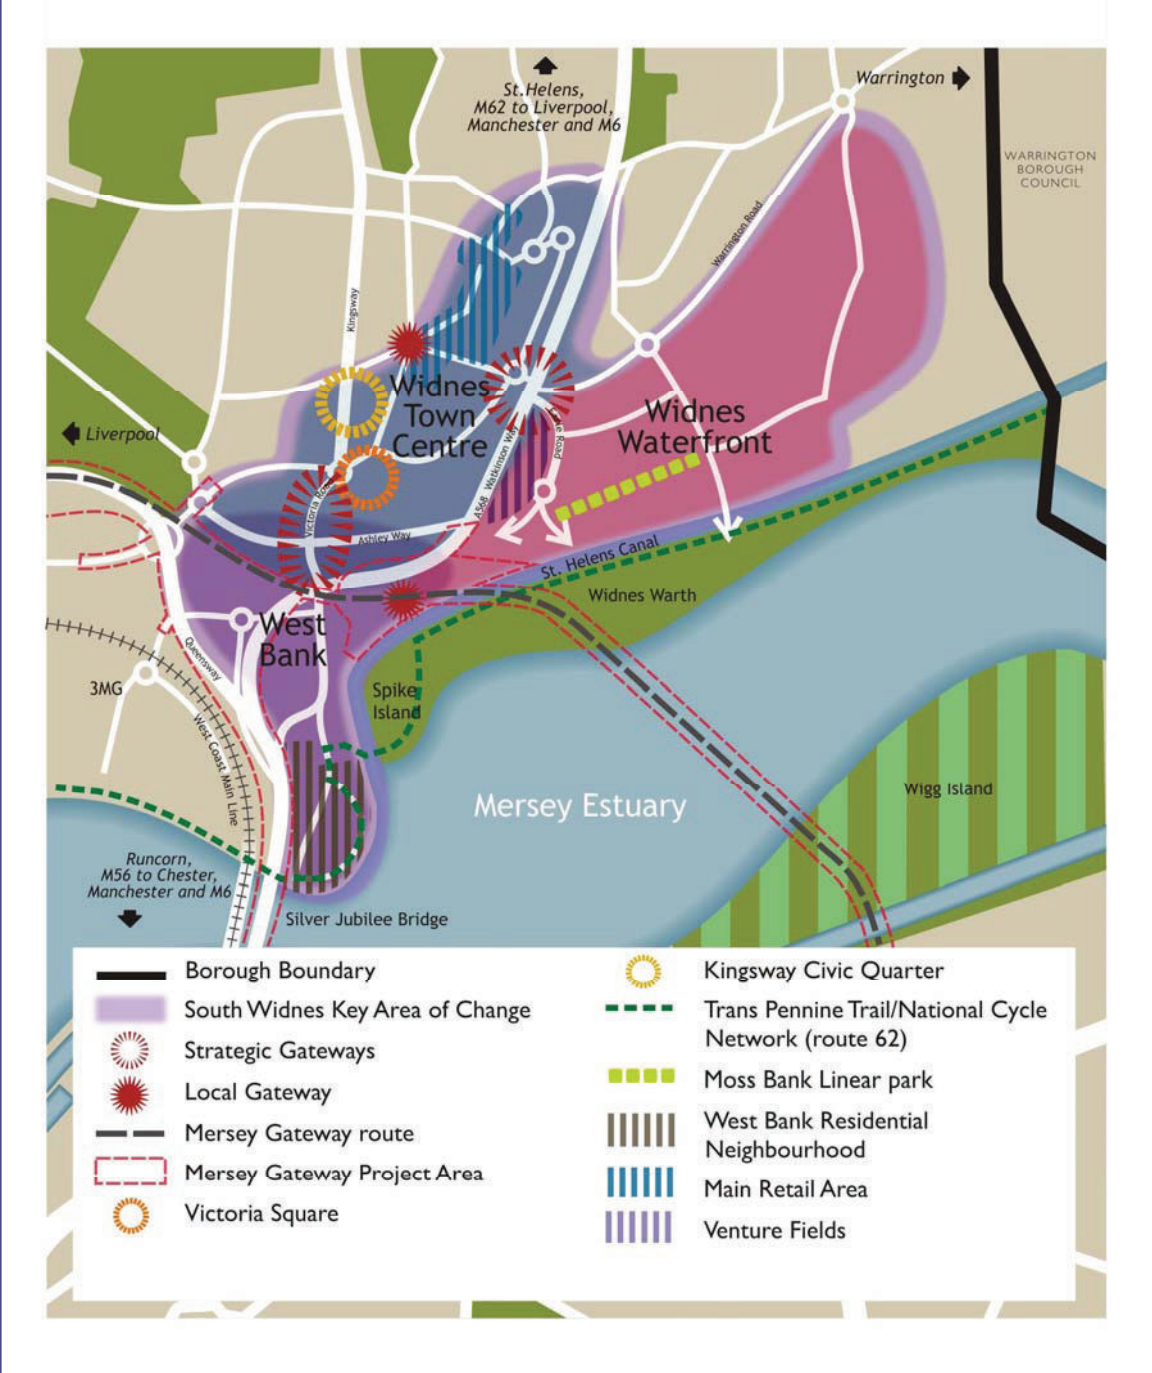 St.Helens,
M62 to Liverpool,
Manchester and M6
Warrington
WARRINGTON
BOROUGH
COUNCIL
Warrington Road
Kingsway
Widnes
Town
Centre
Widnes
Waterfront
Liverpool
A568 Watkinson Way
Road
Victoria Road
Ashley Way
St. Helens Canal
Widnes Warth
West
Bank
Queensway
3MG
Spike
Island
West Coast Main Line
Mersey Estuary
Wigg Island
Runcorn,
M56 to Chester,
Manchester and M6
Silver Jubilee Bridge
Borough Boundary
South Widnes Key Area of Change
Strategic Gateways
Local Gateway
Mersey Gateway route
Mersey Gateway Project Area
Victoria Square
Kingsway Civic Quarter
Trans Pennine Trail/National Cycle
Network (route 62)
Moss Bank Linear park
West Bank Residential
Neighbourhood
Main Retail Area
Venture Fields